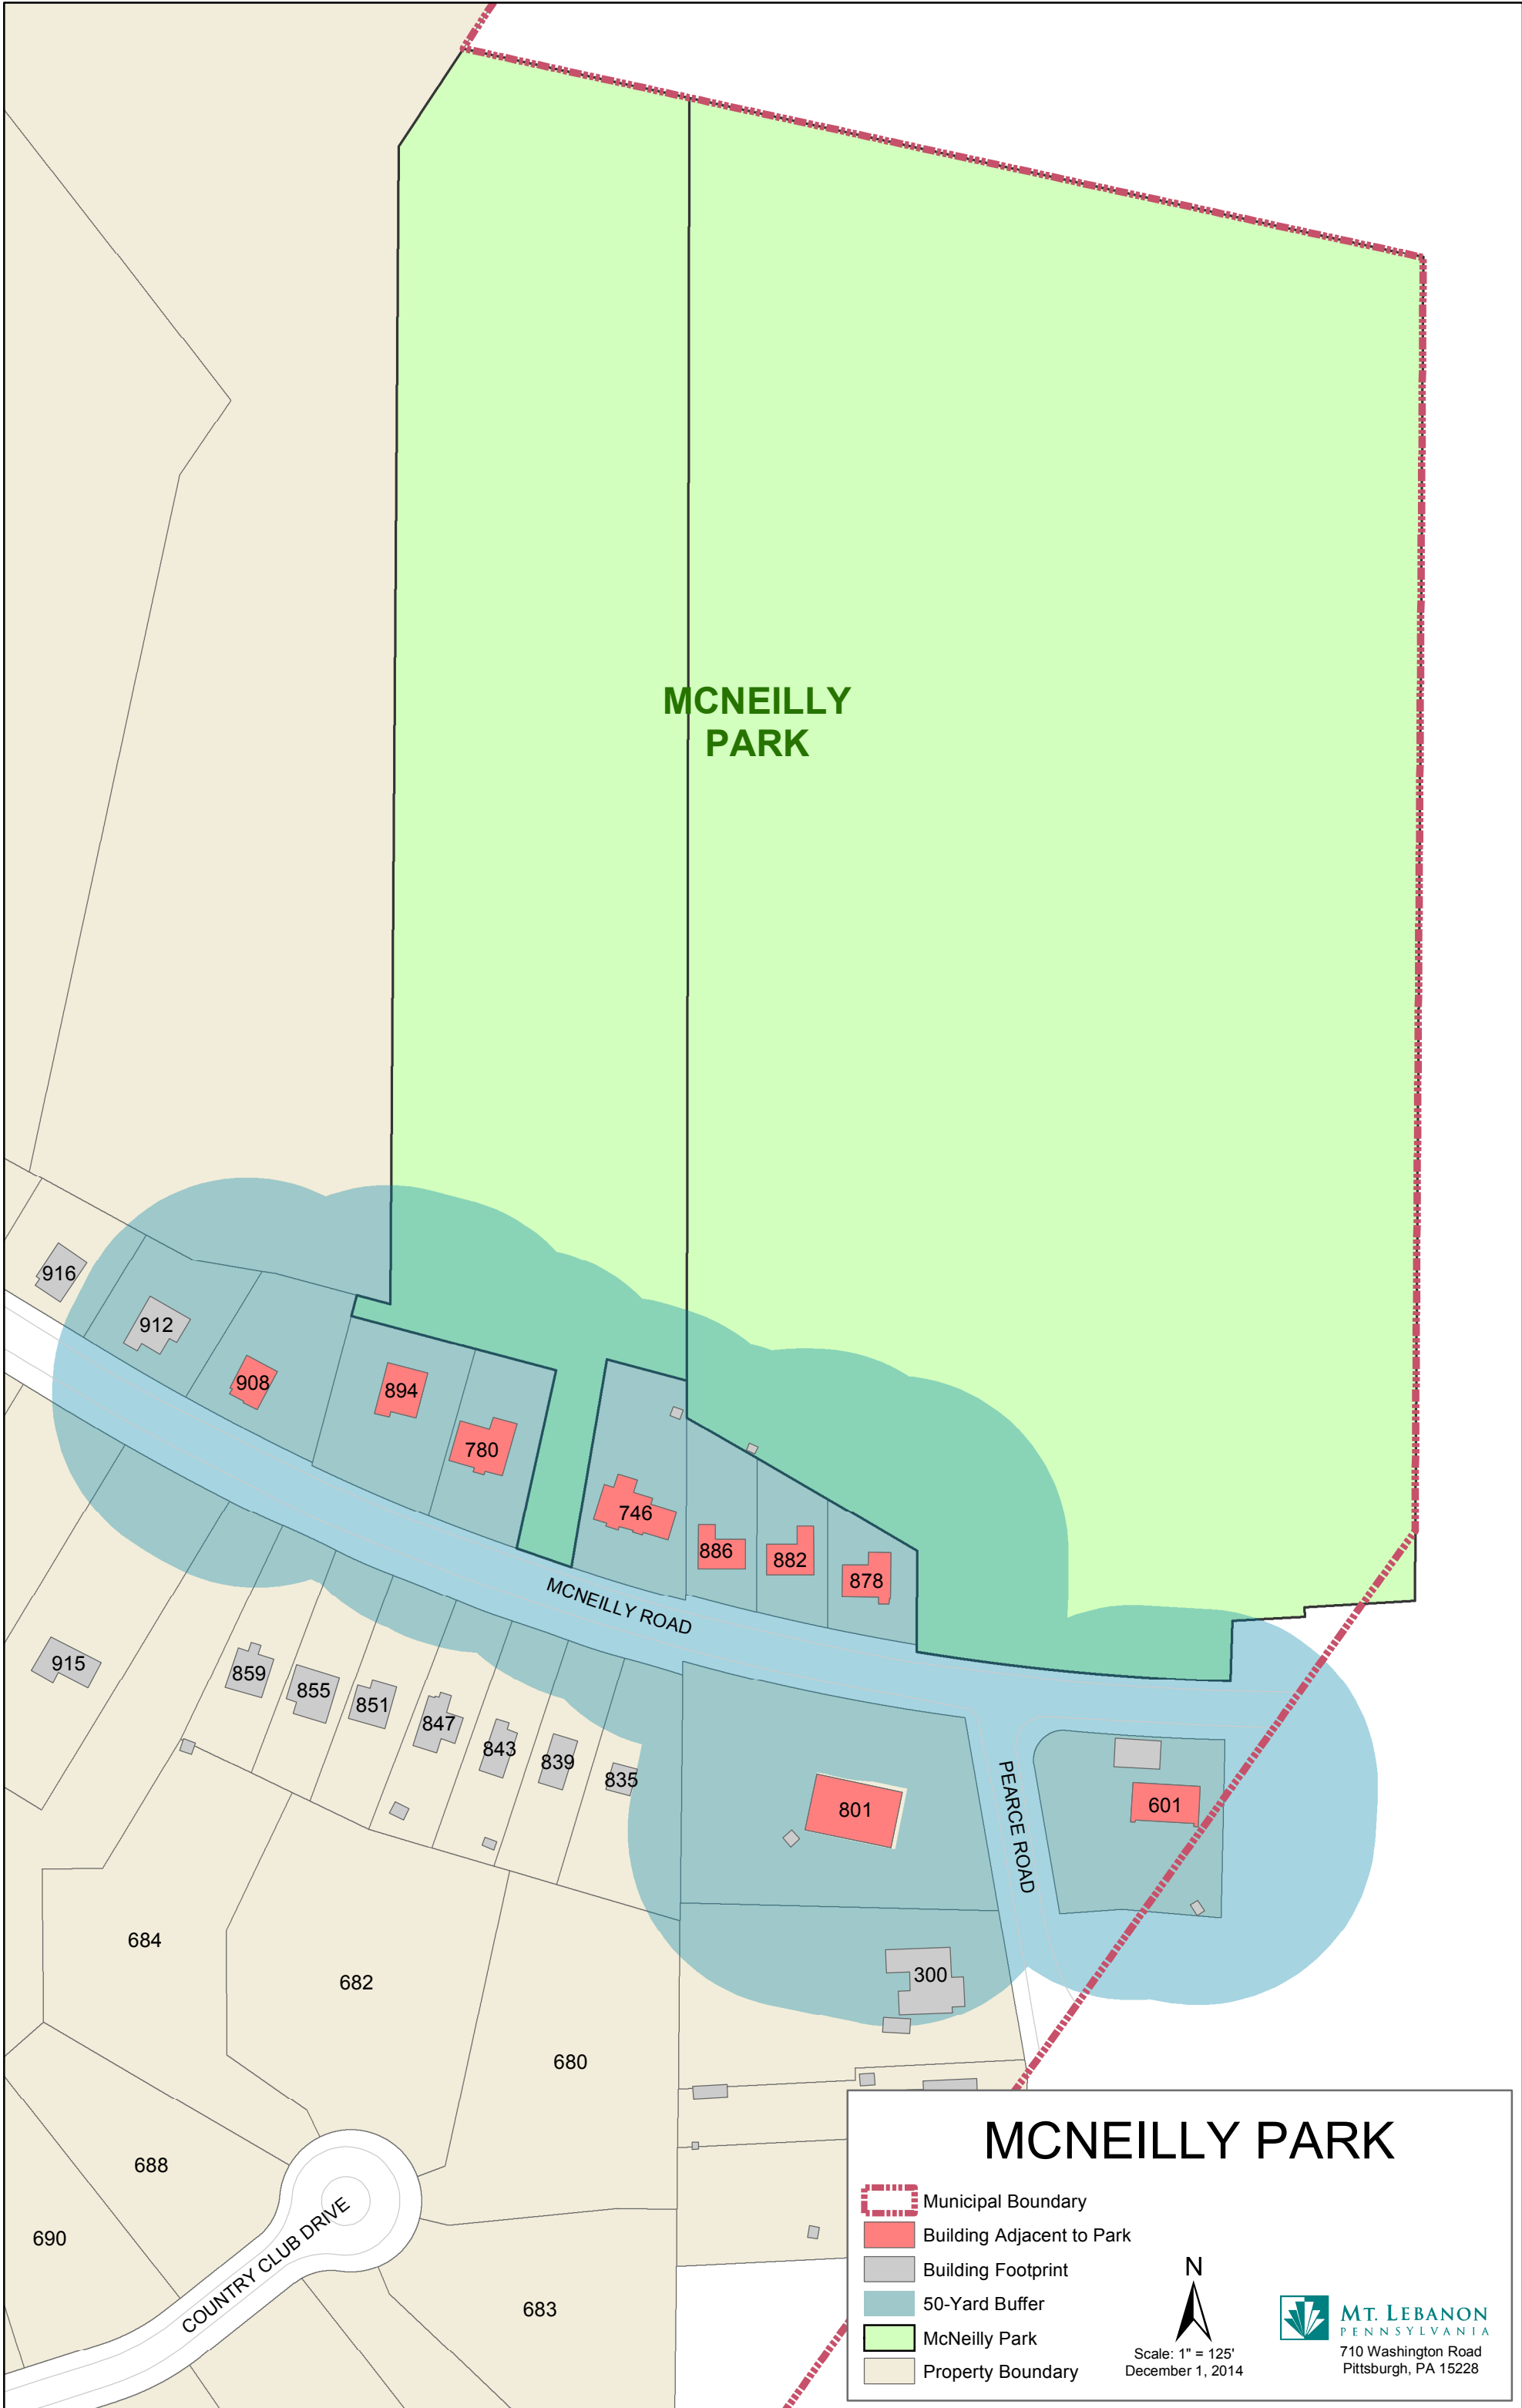 MCNEILLY
PARK
916
912
908
894
780
746
886
882
878
MCNEILLY ROAD
915
859
855
851
847
843
839
835
801
PEARCE ROAD
601
300
684
682
680
688
690
COUNTRY CLUB DRIVE
683
MCNEILLY PARK
Municipal Boundary
Building Adjacent to Park
Building Footprint
50-Yard Buffer
McNeilly Park
Property Boundary
N
Scale: 1" = 125'
December 1, 2014
MT. LEBANON
PENNSYLVANIA
710 Washington Road
Pittsburgh, PA 15228